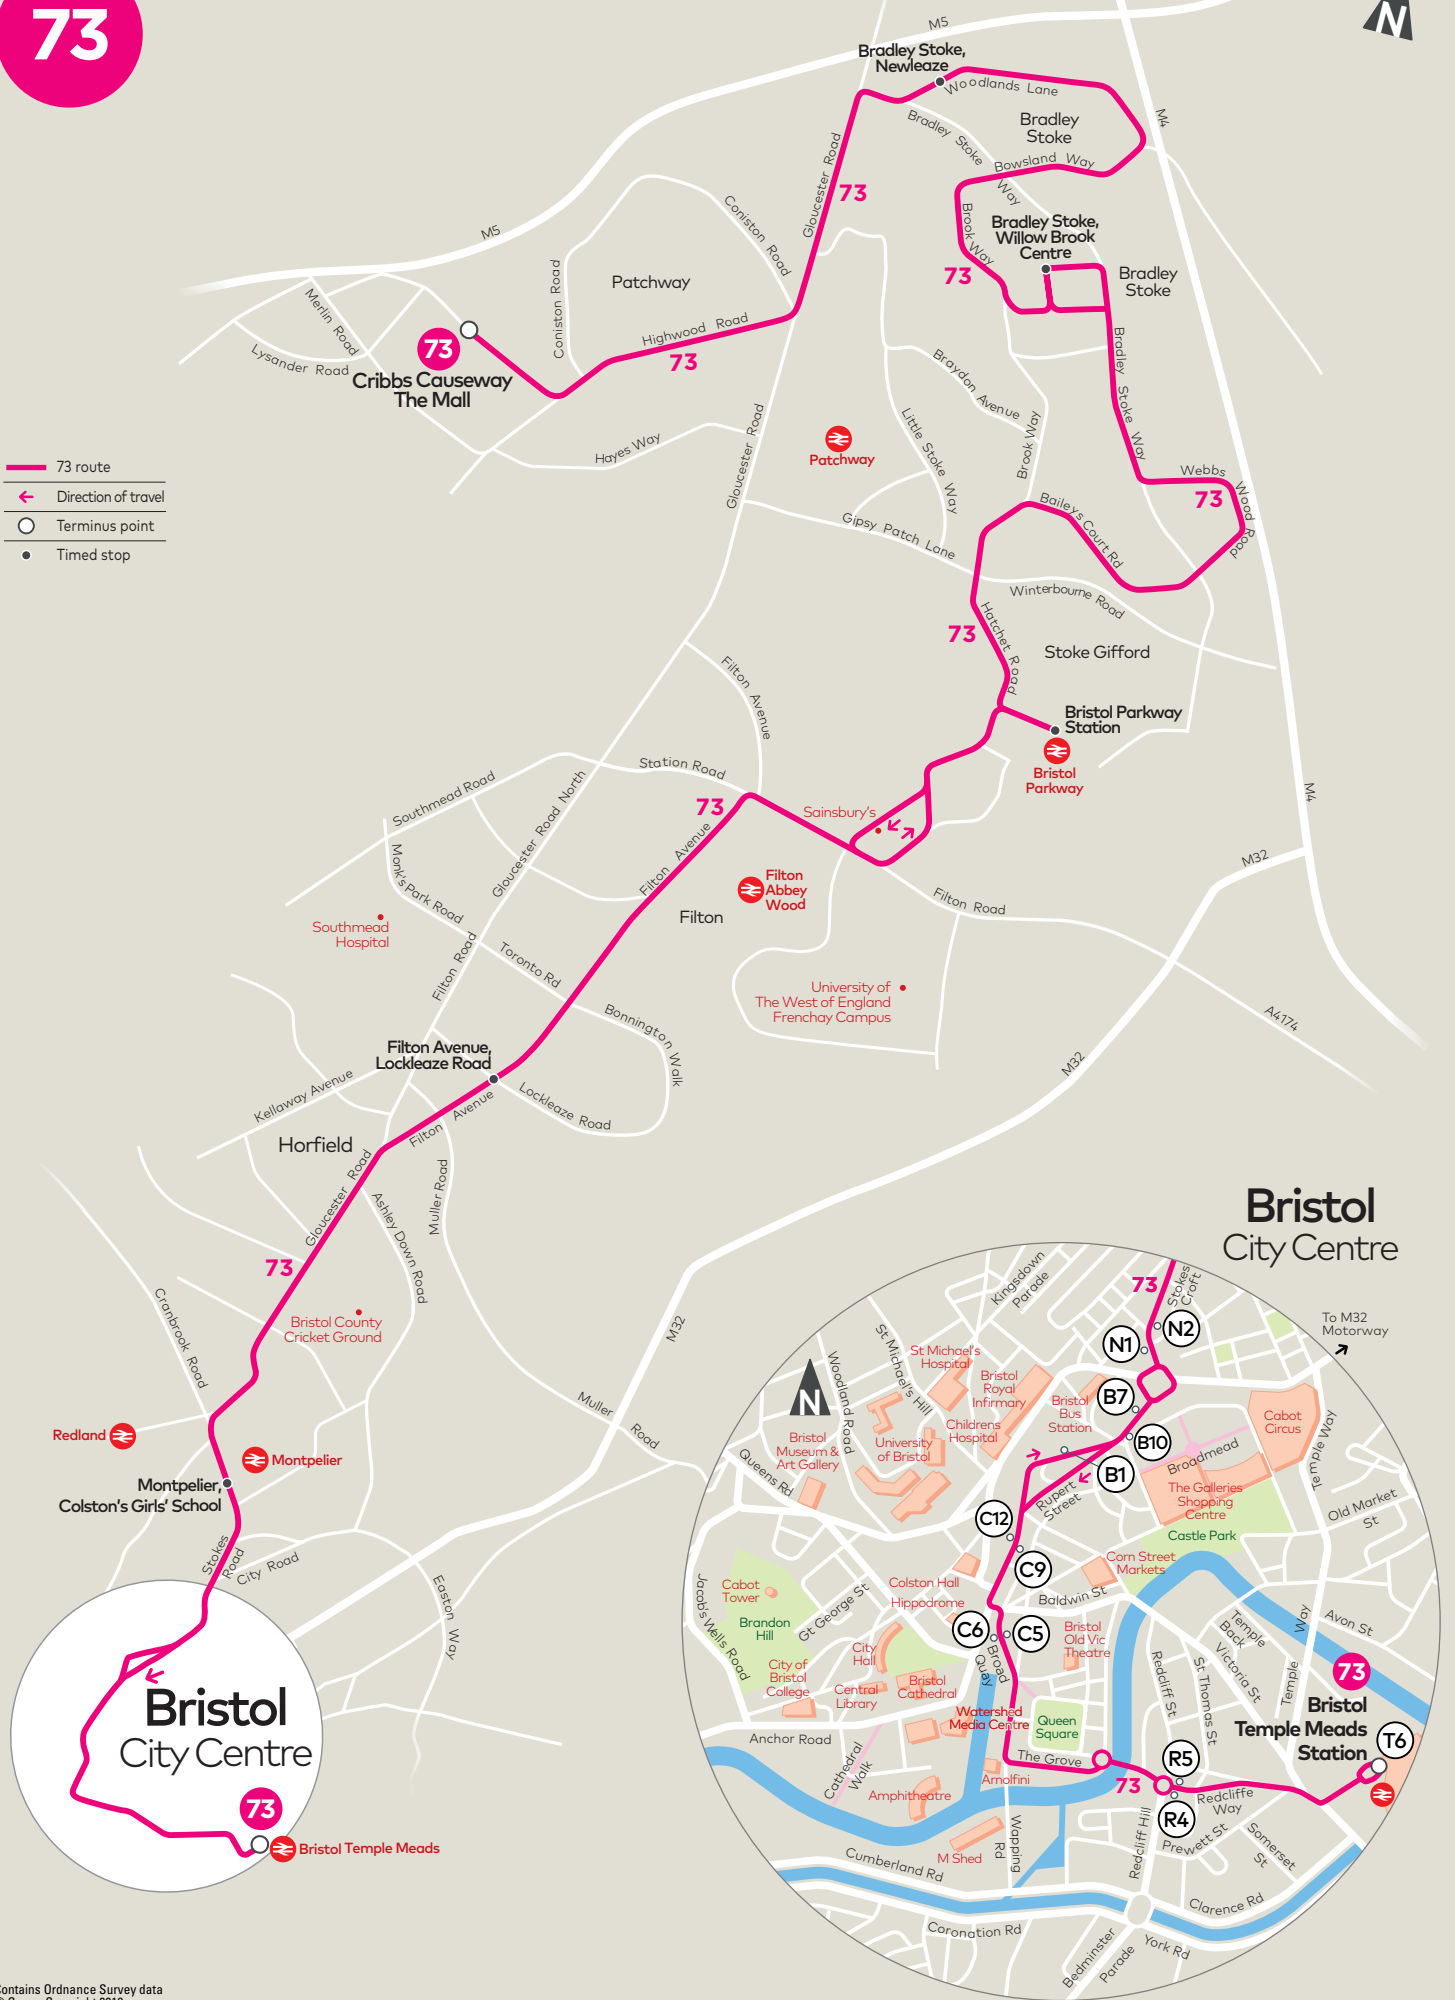 73
N
M5
Bradley Stoke,
Newleaze
Woodlands Lane
Bradley
Stoke
M4
Bradley Stoke Way
Bowsland Way
Gloucester Road
73
Coniston Road
M5
Brook Way
Bradley Stoke,
Willow Brook
Centre
73
Bradley
Stoke
Patchway
Merlin Road
Coniston Road
Lysander Road
Highwood Road
73
73
Cribbs Causeway
The Mall
Bradley Stoke Way
Braydon Avenue
Little Stoke Way
Brook Way
Gloucester Road
Hayes Way
Patchway
73 route
Direction of travel
Terminus point
Timed stop
Webbs Wood Road
73
Baileys Court Rd
Gipsy Patch Lane
Winterbourne Road
Hatchet Road
73
Stoke Gifford
Filton Avenue
Bristol Parkway
Station
Bristol
Parkway
Station Road
Southmead Road
Gloucester Road North
73
Sainsbury's
M4
Filton Avenue
Monk's Park Road
M32
Filton
Abbey
Wood
Filton Road
Filton
Southmead
Hospital
Filton Road
Toronto Rd
University of
The West of England
Frenchay Campus
Bonnington Walk
A4174
Filton Avenue,
Lockleaze Road
M32
Kellaway Avenue
Filton Avenue
Lockleaze Road
Horfield
Gloucester Road
Muller Road
Ashley Down Road
73
Cranbrook Road
Bristol County
Cricket Ground
M32
Muller Road
Redland
Montpelier
Montpelier,
Colston's Girls' School
Stokes
Road
City Road
Easton Way
Bristol
City Centre
73
Bristol Temple Meads
Bristol
City Centre
73
Stokes
Croft
Kingsdown
Parade
To M32
Motorway
N1
N2
N
St Michael's
Hospital
St Michael's Hill
Woodland Road
Bristol
Royal
Infirmary
B7
Bristol
Bus
Station
Cabot
Circus
Temple Way
Childrens
Hospital
Bristol
Museum &
Art Gallery
University
of Bristol
B10
Broadmead
Queens Rd
B1
Rupert
Street
The Galleries
Shopping
Centre
Old Market
St
C12
Castle Park
Corn Street
Markets
C9
Cabot
Tower
Colston Hall
Hippodrome
Baldwin St
Jacob's Wells Road
Brandon
Hill
Gt George St
C6
C5
Bristol
Old Vic
Theatre
Temple
Back
Avon St
Victoria St
Temple Way
City
Hall
Broad
Quay
City of
Bristol
College
Central
Library
Bristol
Cathedral
Redcliff St
St Thomas St
73
Bristol
Temple Meads
Station
T6
Watershed
Media Centre
Queen
Square
Anchor Road
Cathedral
Walk
The Grove
Arnolfini
Amphitheatre
73
R5
R4
Redcliffe
Way
Redcliff Hill
Prewett St
Somerset
St
M Shed
Wapping
Rd
Cumberland Rd
Clarence Rd
Coronation Rd
Bedminster
Parade
York Rd
Contains Ordnance Survey data